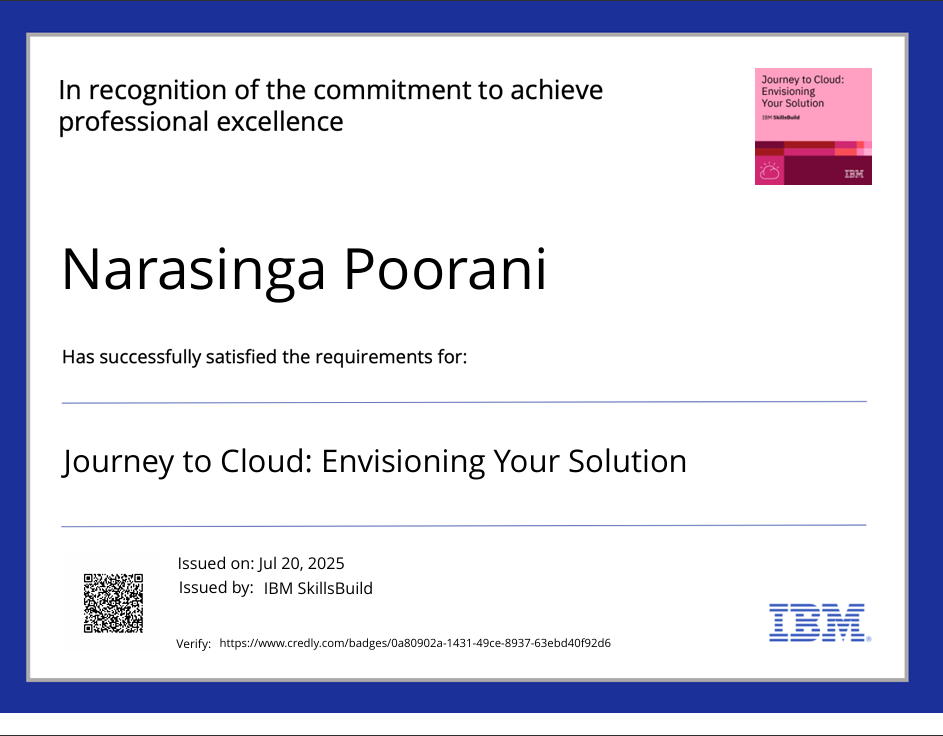 In recognition of the commitment to achieve
professional excellence
Journey to Cloud:
Envisioning
Your Solution
IBM SkillsBuild
IBM
Narasinga Poorani
Has successfully satisfied the requirements for:
Journey to Cloud: Envisioning Your Solution
Issued on: Jul 20, 2025
Issued by: IBM SkillsBuild
Verify: https://www.credly.com/badges/0a80902a-1431-49ce-8937-63ebd40f92d6
IBM®